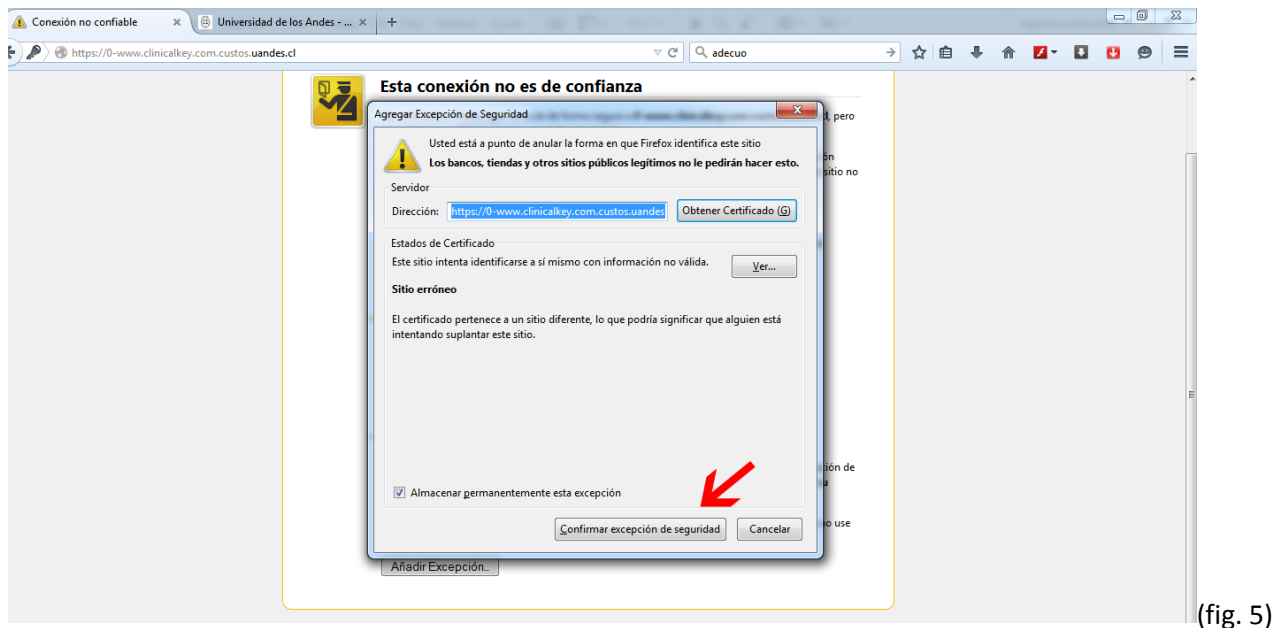 Conexión no confiable
Universidad de los Andes - ...
https://0-www.clinicalkey.com.custos.uandes.cl
adecuo
Esta conexión no es de confianza
Agregar Excepción de Seguridad
, pero
Usted está a punto de anular la forma en que Firefox identifica este sitio
Los bancos, tiendas y otros sitios públicos legítimos no le pedirán hacer esto.
sitio no
Servidor
Dirección: https://0-www.clinicalkey.com.custos.uandes Obtener Certificado (G)
Estados de Certificado
Este sitio intenta identificarse a sí mismo con información no válida. Ver...
Sitio erróneo
El certificado pertenece a un sitio diferente, lo que podría significar que alguien está
intentando suplantar este sitio.
ión de
Almacenar permanentemente esta excepción
o use
Confirmar excepción de seguridad Cancelar
Añadir Excepción...
(fig. 5)